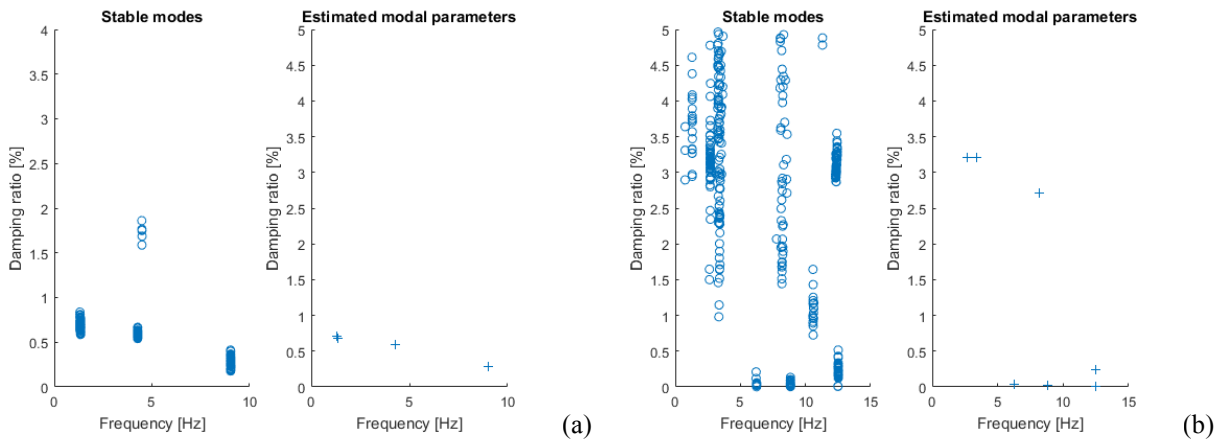 Stable modes
Damping ratio [%]
4
3.5
3
2.5
2
1.5
1
0.5
0
0 5 10
Frequency [Hz]
Estimated modal parameters
Damping ratio [%]
5
4.5
4
3.5
3
2.5
2
1.5
1
0.5
0
0 5 10
Frequency [Hz]
(a)
Stable modes
Damping ratio [%]
5
4.5
4
3.5
3
2.5
2
1.5
1
0.5
0
0 5 10 15
Frequency [Hz]
Estimated modal parameters
Damping ratio [%]
5
4.5
4
3.5
3
2.5
2
1.5
1
0.5
0
0 5 10 15
Frequency [Hz]
(b)